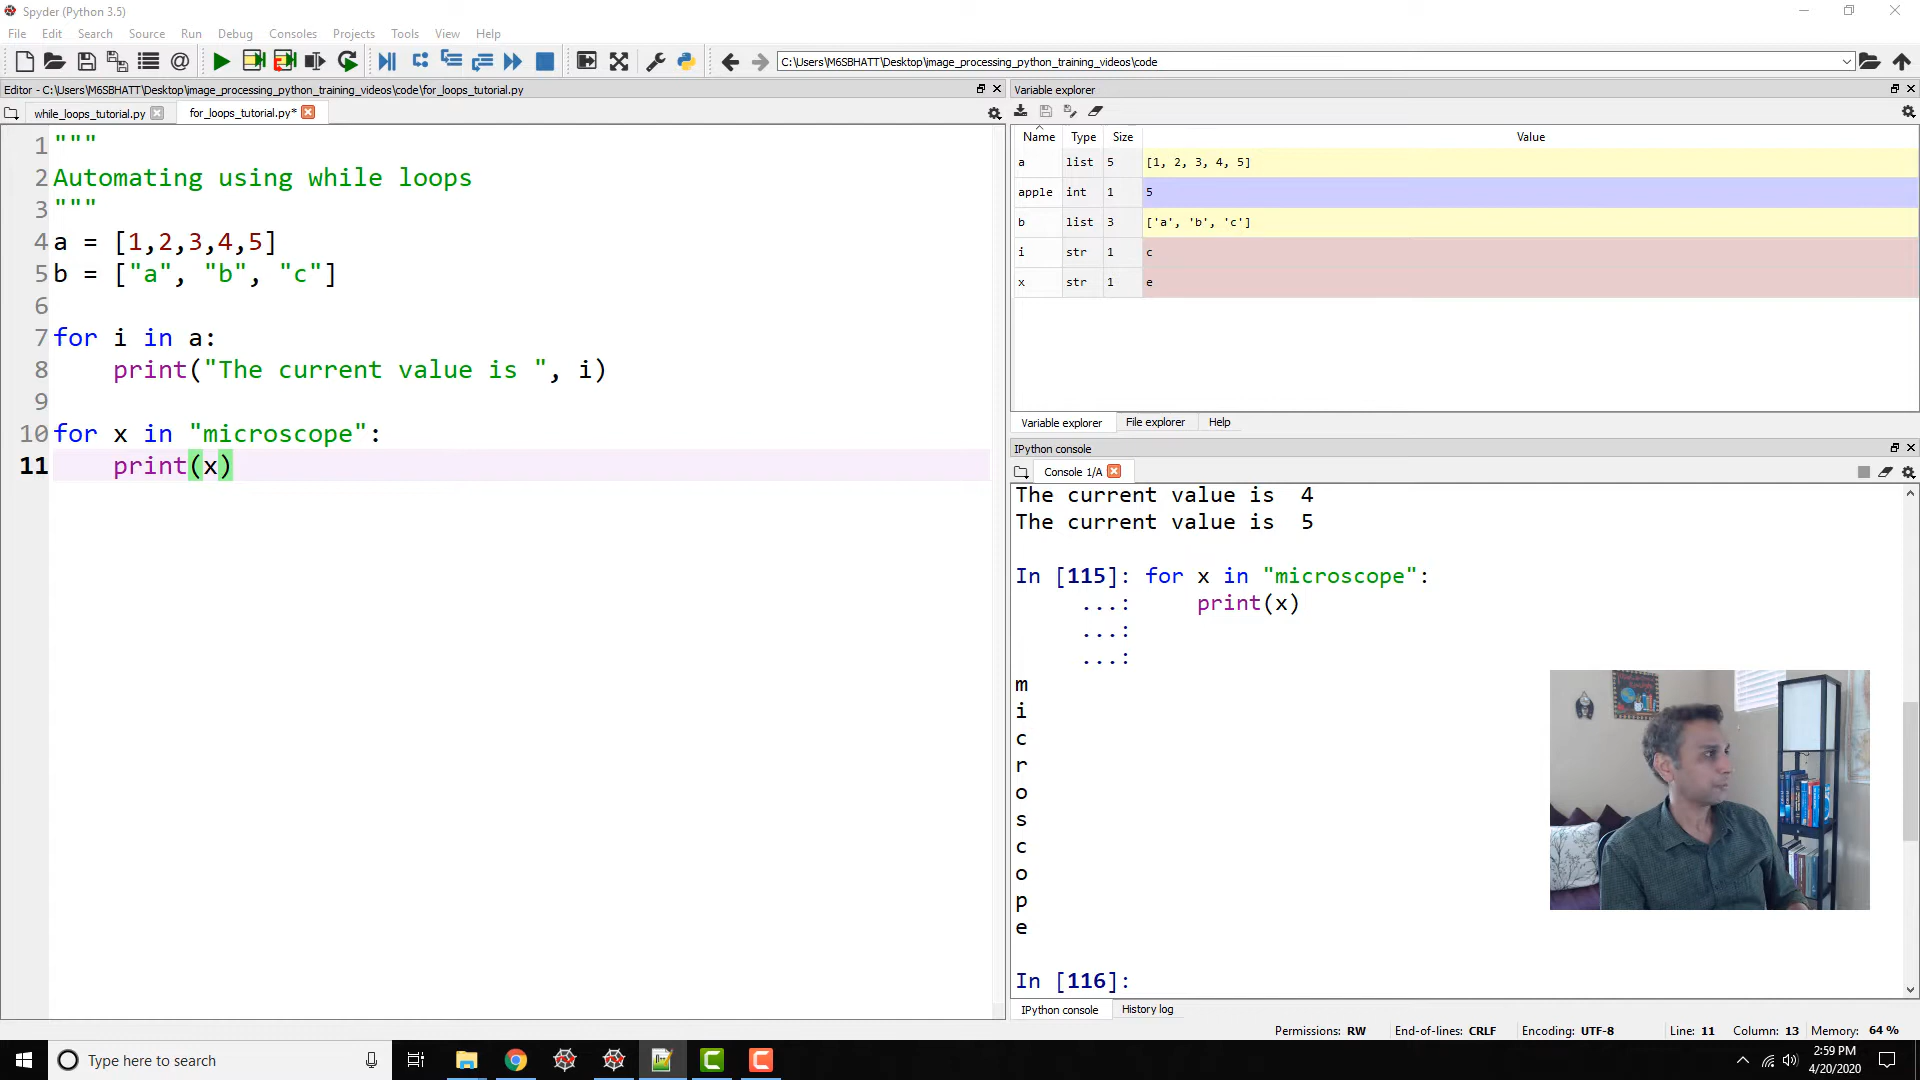 Spyder (Python 3.5)
File Edit Search Source Run Debug Consoles Projects Tools View Help
C:\Users\M6SBHATT\Desktop\image_processing_python_training_videos\code
Editor - C:\Users\M6SBHATT\Desktop\image_processing_python_training_videos\code\for_loops_tutorial.py
while_loops_tutorial.py for_loops_tutorial.py*
1 """
2 Automating using while loops
3 """
4 a = [1,2,3,4,5]
5 b = ["a", "b", "c"]
6
7 for i in a:
8     print("The current value is ", i)
9
10 for x in "microscope":
11     print(x)
Variable explorer
Name Type Size Value
a list 5 [1, 2, 3, 4, 5]
apple int 1 5
b list 3 ['a', 'b', 'c']
i str 1 c
x str 1 e
Variable explorer File explorer Help
IPython console
Console 1/A
The current value is  4
The current value is  5
In [115]: for x in "microscope":
...:     print(x)
...:
...:
m
i
c
r
o
s
c
o
p
e
In [116]:
IPython console History log
Permissions: RW End-of-lines: CRLF Encoding: UTF-8 Line: 11 Column: 13 Memory: 64 %
Type here to search
2:59 PM
4/20/2020